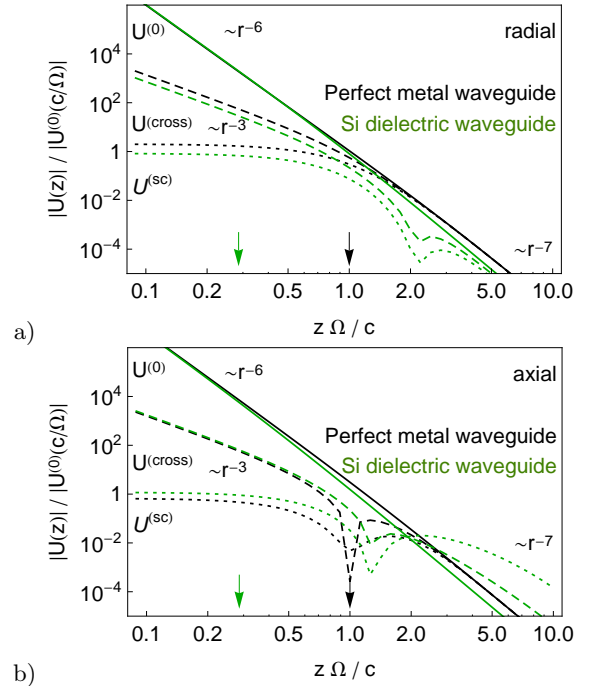 U(0)
~r-6
radial
Perfect metal waveguide
Si dielectric waveguide
U(cross)
~r-3
U(sc)
~r-7
|U(z)| / |U(0)(c/Ω)|
10^4
10^2
1
10^-2
10^-4
0.1 0.2 0.5 1.0 2.0 5.0 10.0
a)
z Ω / c
U(0)
~r-6
axial
Perfect metal waveguide
Si dielectric waveguide
U(cross)
~r-3
U(sc)
~r-7
|U(z)| / |U(0)(c/Ω)|
10^4
10^2
1
10^-2
10^-4
0.1 0.2 0.5 1.0 2.0 5.0 10.0
b)
z Ω / c